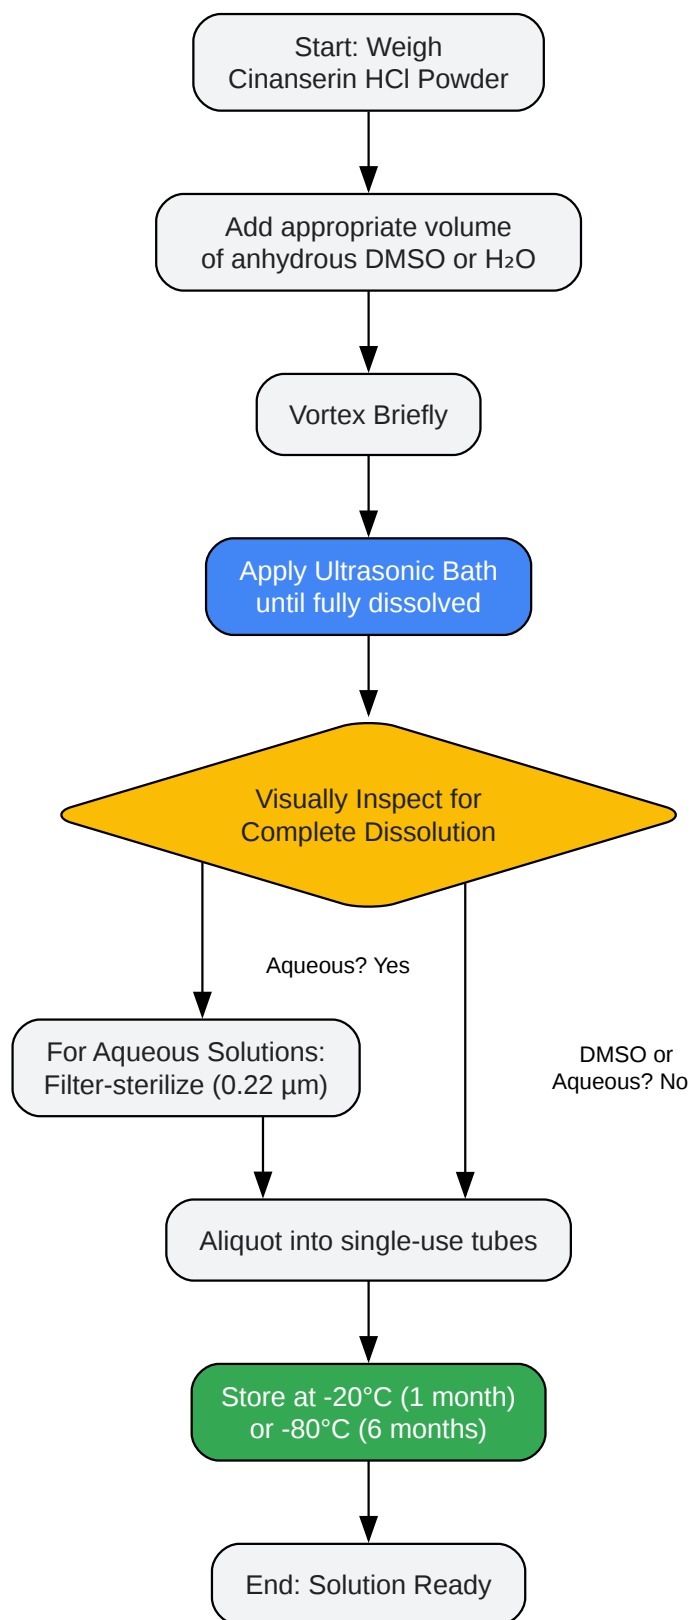 Start: Weigh
Cinanserin HCl Powder
Add appropriate volume
of anhydrous DMSO or H₂O
Vortex Briefly
Apply Ultrasonic Bath
until fully dissolved
Visually Inspect for
Complete Dissolution
Aqueous? Yes
For Aqueous Solutions:
Filter-sterilize (0.22 µm)
DMSO or
Aqueous? No
Aliquot into single-use tubes
Store at -20°C (1 month)
or -80°C (6 months)
End: Solution Ready